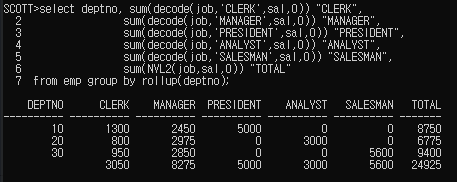 SCOTT>select deptno, sum(decode(job,'CLERK',sal,0)) "CLERK",
  2                  sum(decode(job,'MANAGER',sal,0)) "MANAGER",
  3                  sum(decode(job,'PRESIDENT',sal,0)) "PRESIDENT",
  4                  sum(decode(job,'ANALYST',sal,0)) "ANALYST",
  5                  sum(decode(job,'SALESMAN',sal,0)) "SALESMAN",
  6                  sum(NVL2(job,sal,0)) "TOTAL"
  7  from emp group by rollup(deptno);
    DEPTNO      CLERK    MANAGER  PRESIDENT    ANALYST   SALESMAN      TOTAL
---------- ---------- ---------- ---------- ---------- ---------- ----------
        10       1300       2450       5000          0          0       8750
        20        800       2975          0       3000          0       6775
        30        950       2850          0          0       5600       9400
                 3050       8275       5000       3000       5600      24925